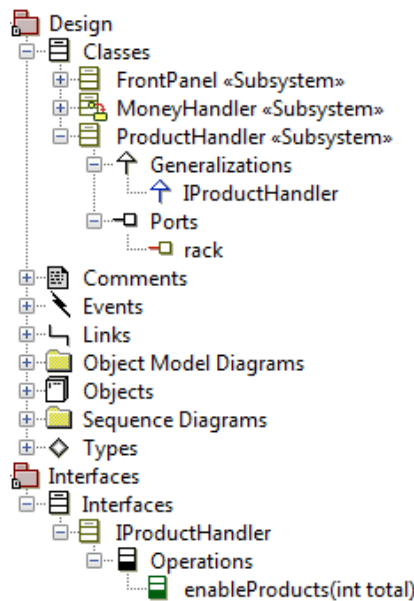 Design
Classes
FrontPanel «Subsystem»
MoneyHandler «Subsystem»
ProductHandler «Subsystem»
Generalizations
IProductHandler
Ports
rack
Comments
Events
Links
Object Model Diagrams
Objects
Sequence Diagrams
Types
Interfaces
Interfaces
IProductHandler
Operations
enableProducts(int total)